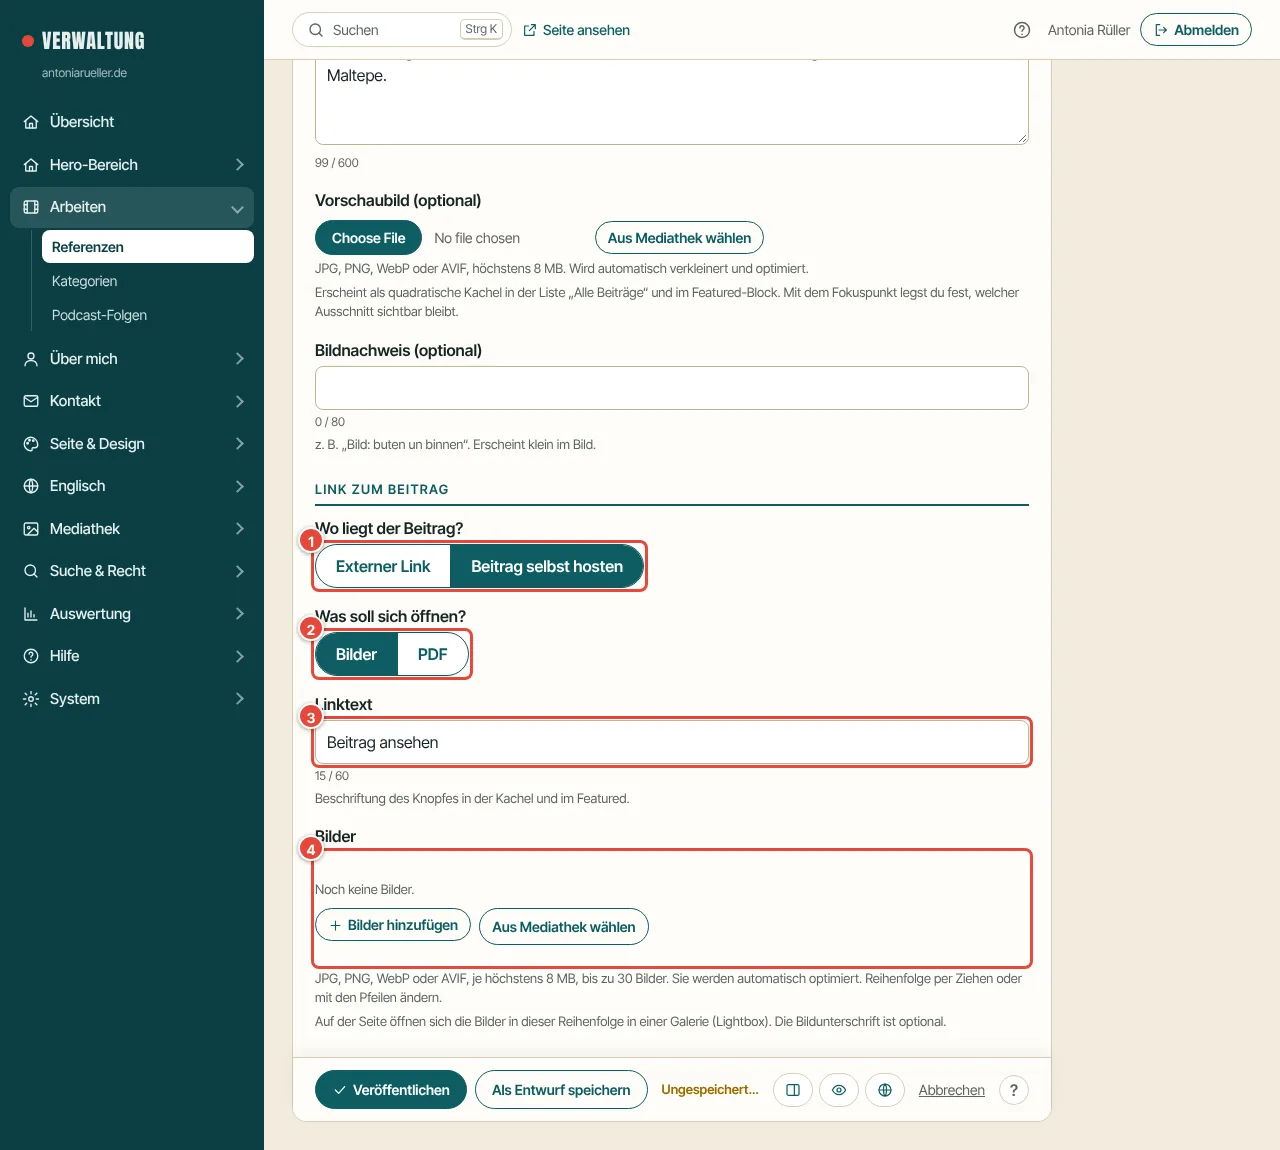 VERWALTUNG
antoniarueller.de
Übersicht
Hero-Bereich
Arbeiten
Referenzen
Kategorien
Podcast-Folgen
Über mich
Kontakt
Seite & Design
Englisch
Mediathek
Suche & Recht
Auswertung
Hilfe
System
Suchen
Strg K
Seite ansehen
Antonia Rüller
Abmelden
Maltepe.
99 / 600
Vorschaubild (optional)
Choose File No file chosen
Aus Mediathek wählen
JPG, PNG, WebP oder AVIF, höchstens 8 MB. Wird automatisch verkleinert und optimiert.
Erscheint als quadratische Kachel in der Liste „Alle Beiträge“ und im Featured-Block. Mit dem Fokuspunkt legst du fest, welcher
Ausschnitt sichtbar bleibt.
Bildnachweis (optional)
0 / 80
z. B. „Bild: buten un binnen“. Erscheint klein im Bild.
LINK ZUM BEITRAG
Wo liegt der Beitrag?
1
Externer Link
Beitrag selbst hosten
Was soll sich öffnen?
2
Bilder
PDF
Linktext
3
Beitrag ansehen
15 / 60
Beschriftung des Knopfes in der Kachel und im Featured.
Bilder
4
Noch keine Bilder.
Bilder hinzufügen
Aus Mediathek wählen
JPG, PNG, WebP oder AVIF, je höchstens 8 MB, bis zu 30 Bilder. Sie werden automatisch optimiert. Reihenfolge per Ziehen oder
mit den Pfeilen ändern.
Auf der Seite öffnen sich die Bilder in dieser Reihenfolge in einer Galerie (Lightbox). Die Bildunterschrift ist optional.
Veröffentlichen
Als Entwurf speichern
Ungespeichert...
Abbrechen
?